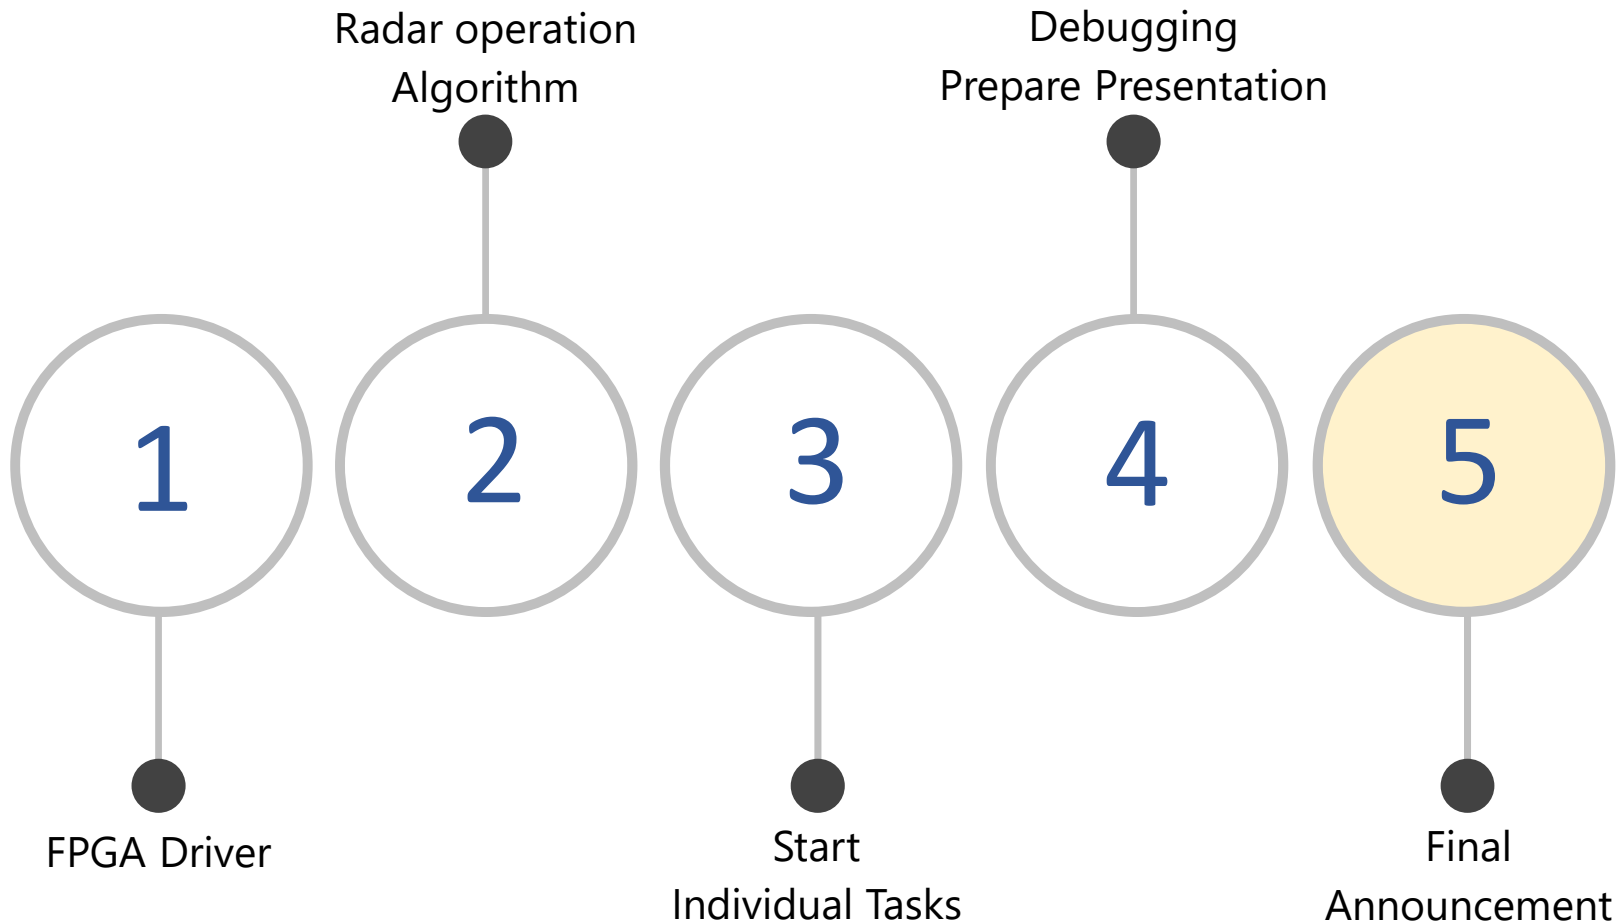 Radar operation
Algorithm
Debugging
Prepare Presentation
1
2
3
4
5
FPGA Driver
Start
Individual Tasks
Final
Announcement